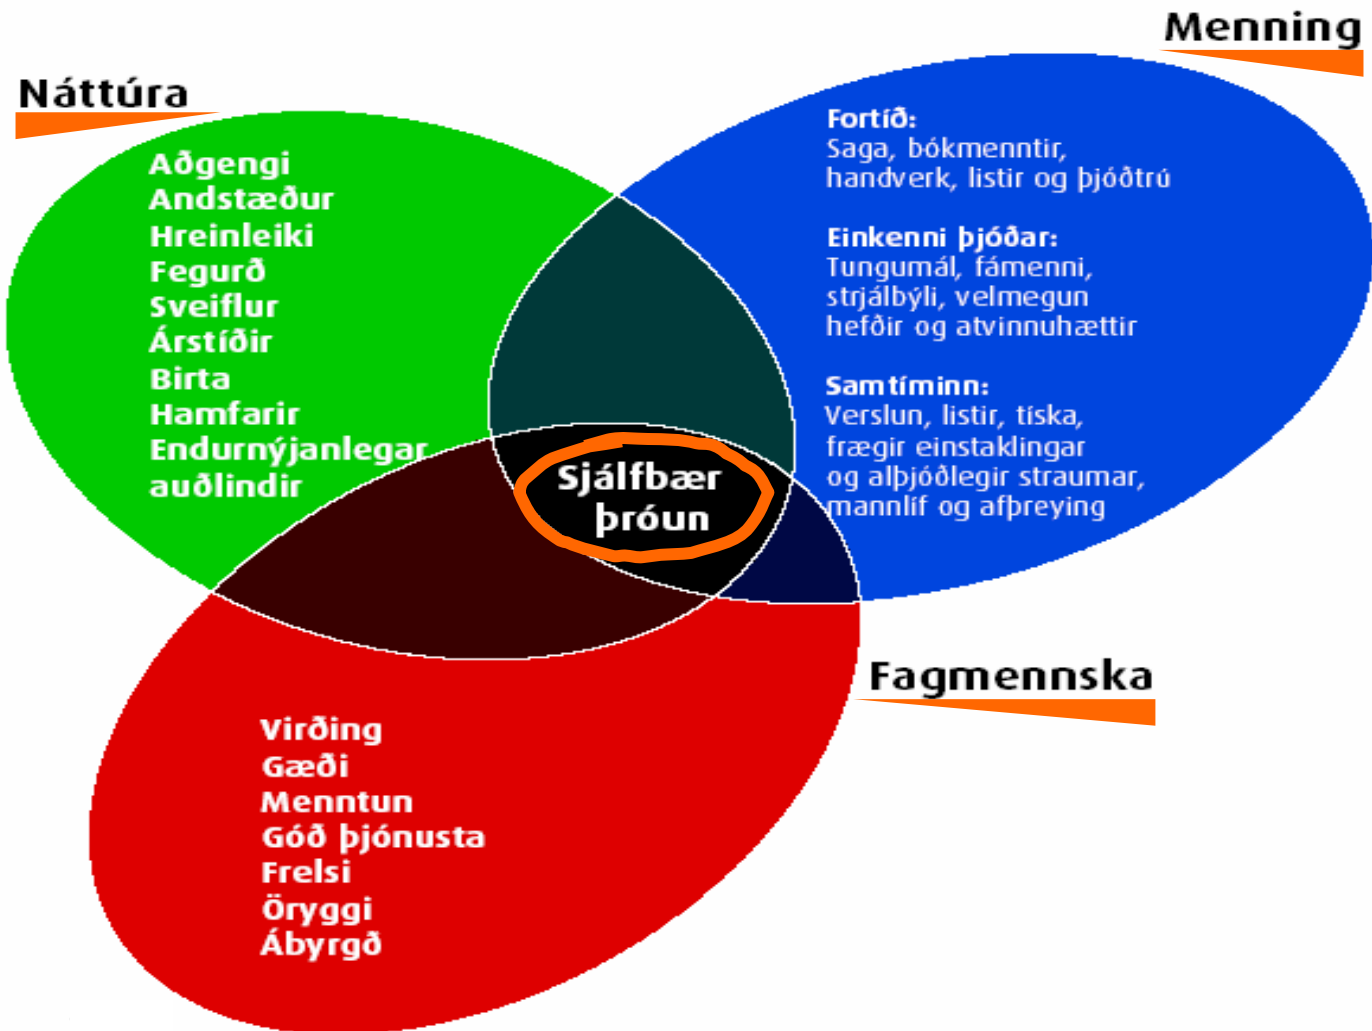 Menning
Náttúra
Aðgengi
Andstæður
Hreinleiki
Fegurð
Sveiflur
Árstíðir
Birta
Hamfarir
Endurnýjanlegar
auðlindir
Fortíð:
Saga, bókmenntir,
handverk, listir og þjóðtrú
Einkenni þjóðar:
Tungumál, fámenni,
strjálbýli, velmegun
hefðir og atvinnuhættir
Samtíminn:
Verslun, listir, tíska,
frægir einstaklingar
og alþjóðlegir straumar,
mannlíf og afþreying
Sjálfbær
þróun
Fagmennska
Virðing
Gæði
Menntun
Góð þjónusta
Frelsi
Öryggi
Ábyrgð